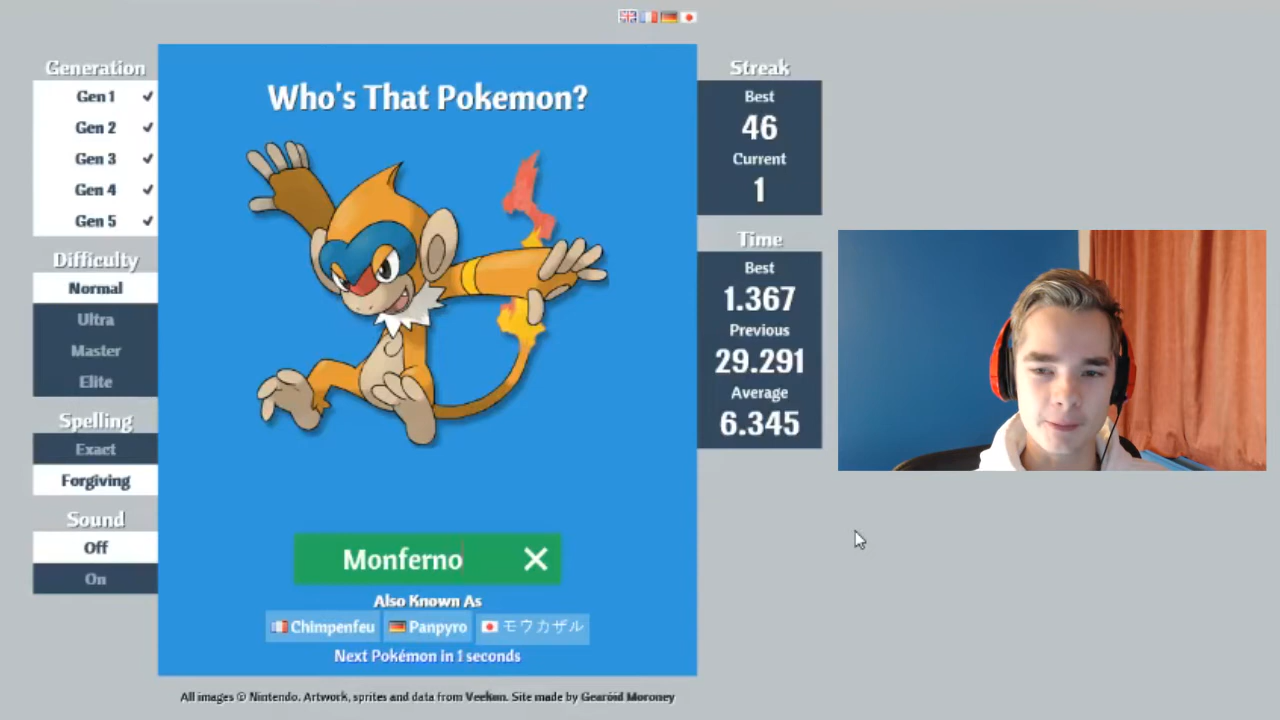 Generation
Gen 1
Gen 2
Gen 3
Gen 4
Gen 5
Difficulty
Normal
Ultra
Master
Elite
Spelling
Exact
Forgiving
Sound
Off
On
Who's That Pokemon?
Monferno
Also Known As
Chimpenfeu Panpyro モウカザル
Next Pokémon in 1 seconds
Streak
Best
46
Current
1
Time
Best
1.367
Previous
29.291
Average
6.345
All images © Nintendo. Artwork, sprites and data from Veekun. Site made by Gearóid Moroney